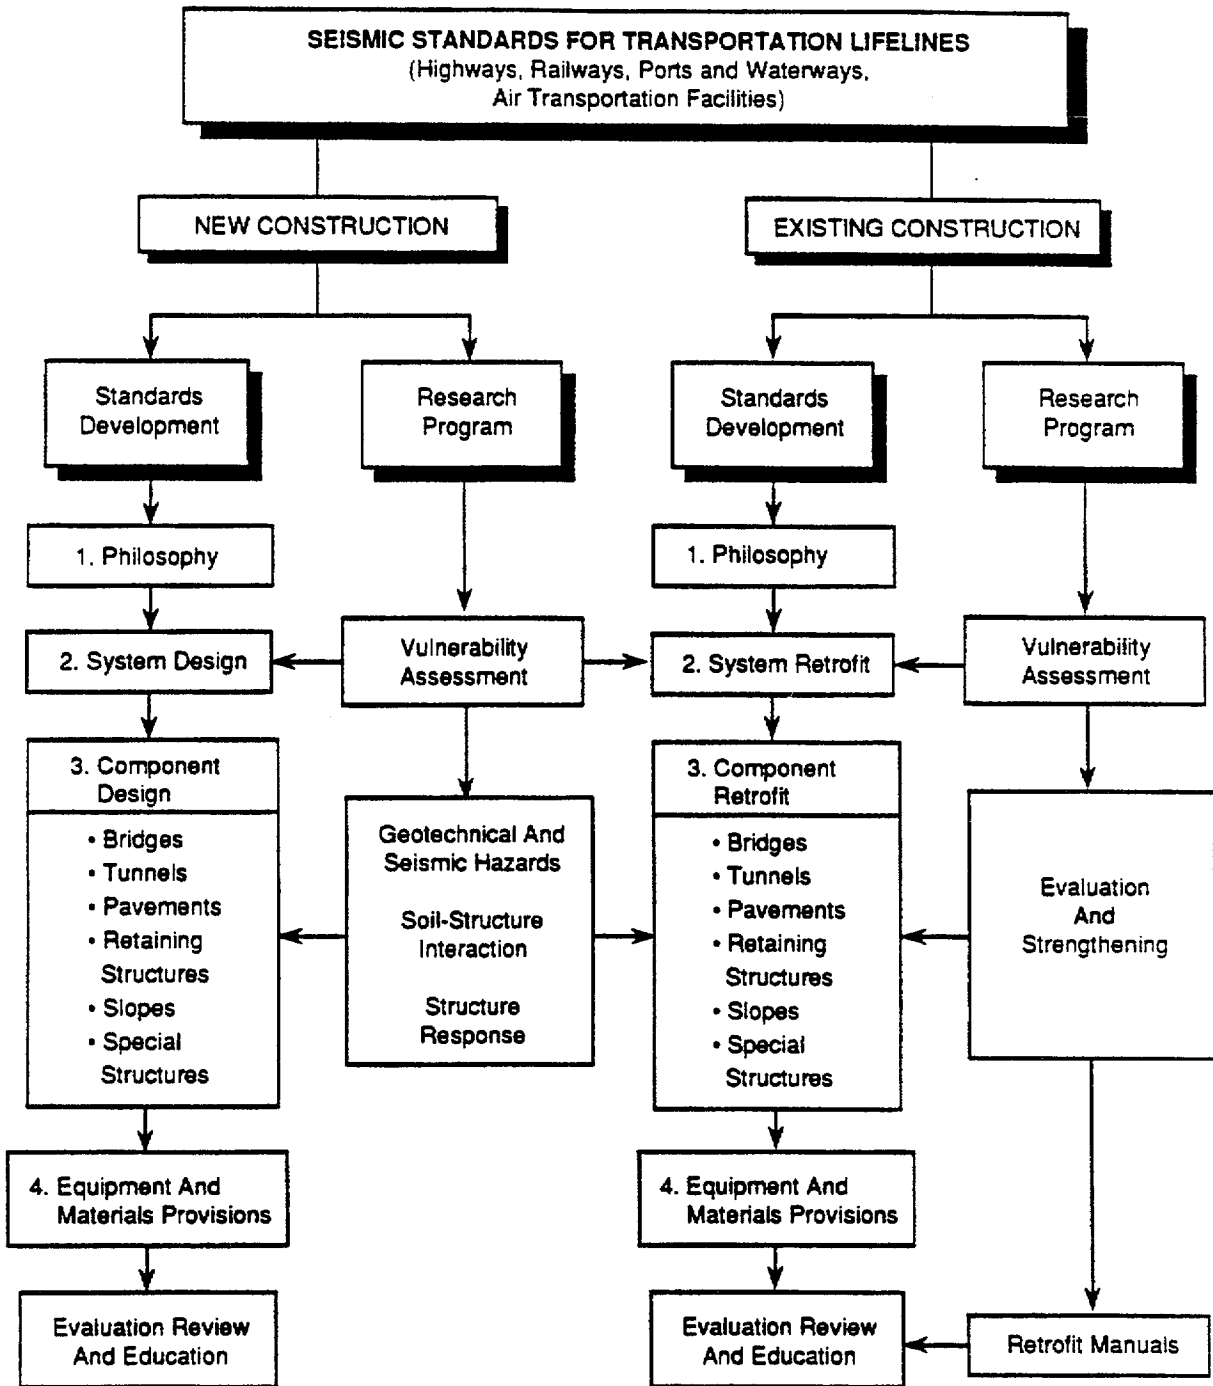 SEISMIC STANDARDS FOR TRANSPORTATION LIFELINES
(Highways, Railways, Ports and Waterways,
Air Transportation Facilities)
NEW CONSTRUCTION
EXISTING CONSTRUCTION
Standards
Development
Research
Program
Standards
Development
Research
Program
1. Philosophy
1. Philosophy
2. System Design
Vulnerability
Assessment
2. System Retrofit
Vulnerability
Assessment
3. Component
Design
• Bridges
• Tunnels
• Pavements
• Retaining
Structures
• Slopes
• Special
Structures
Geotechnical And
Seismic Hazards
Soil-Structure
Interaction
Structure
Response
3. Component
Retrofit
• Bridges
• Tunnels
• Pavements
• Retaining
Structures
• Slopes
• Special
Structures
Evaluation
And
Strengthening
4. Equipment And
Materials Provisions
4. Equipment And
Materials Provisions
Evaluation Review
And Education
Evaluation Review
And Education
Retrofit Manuals